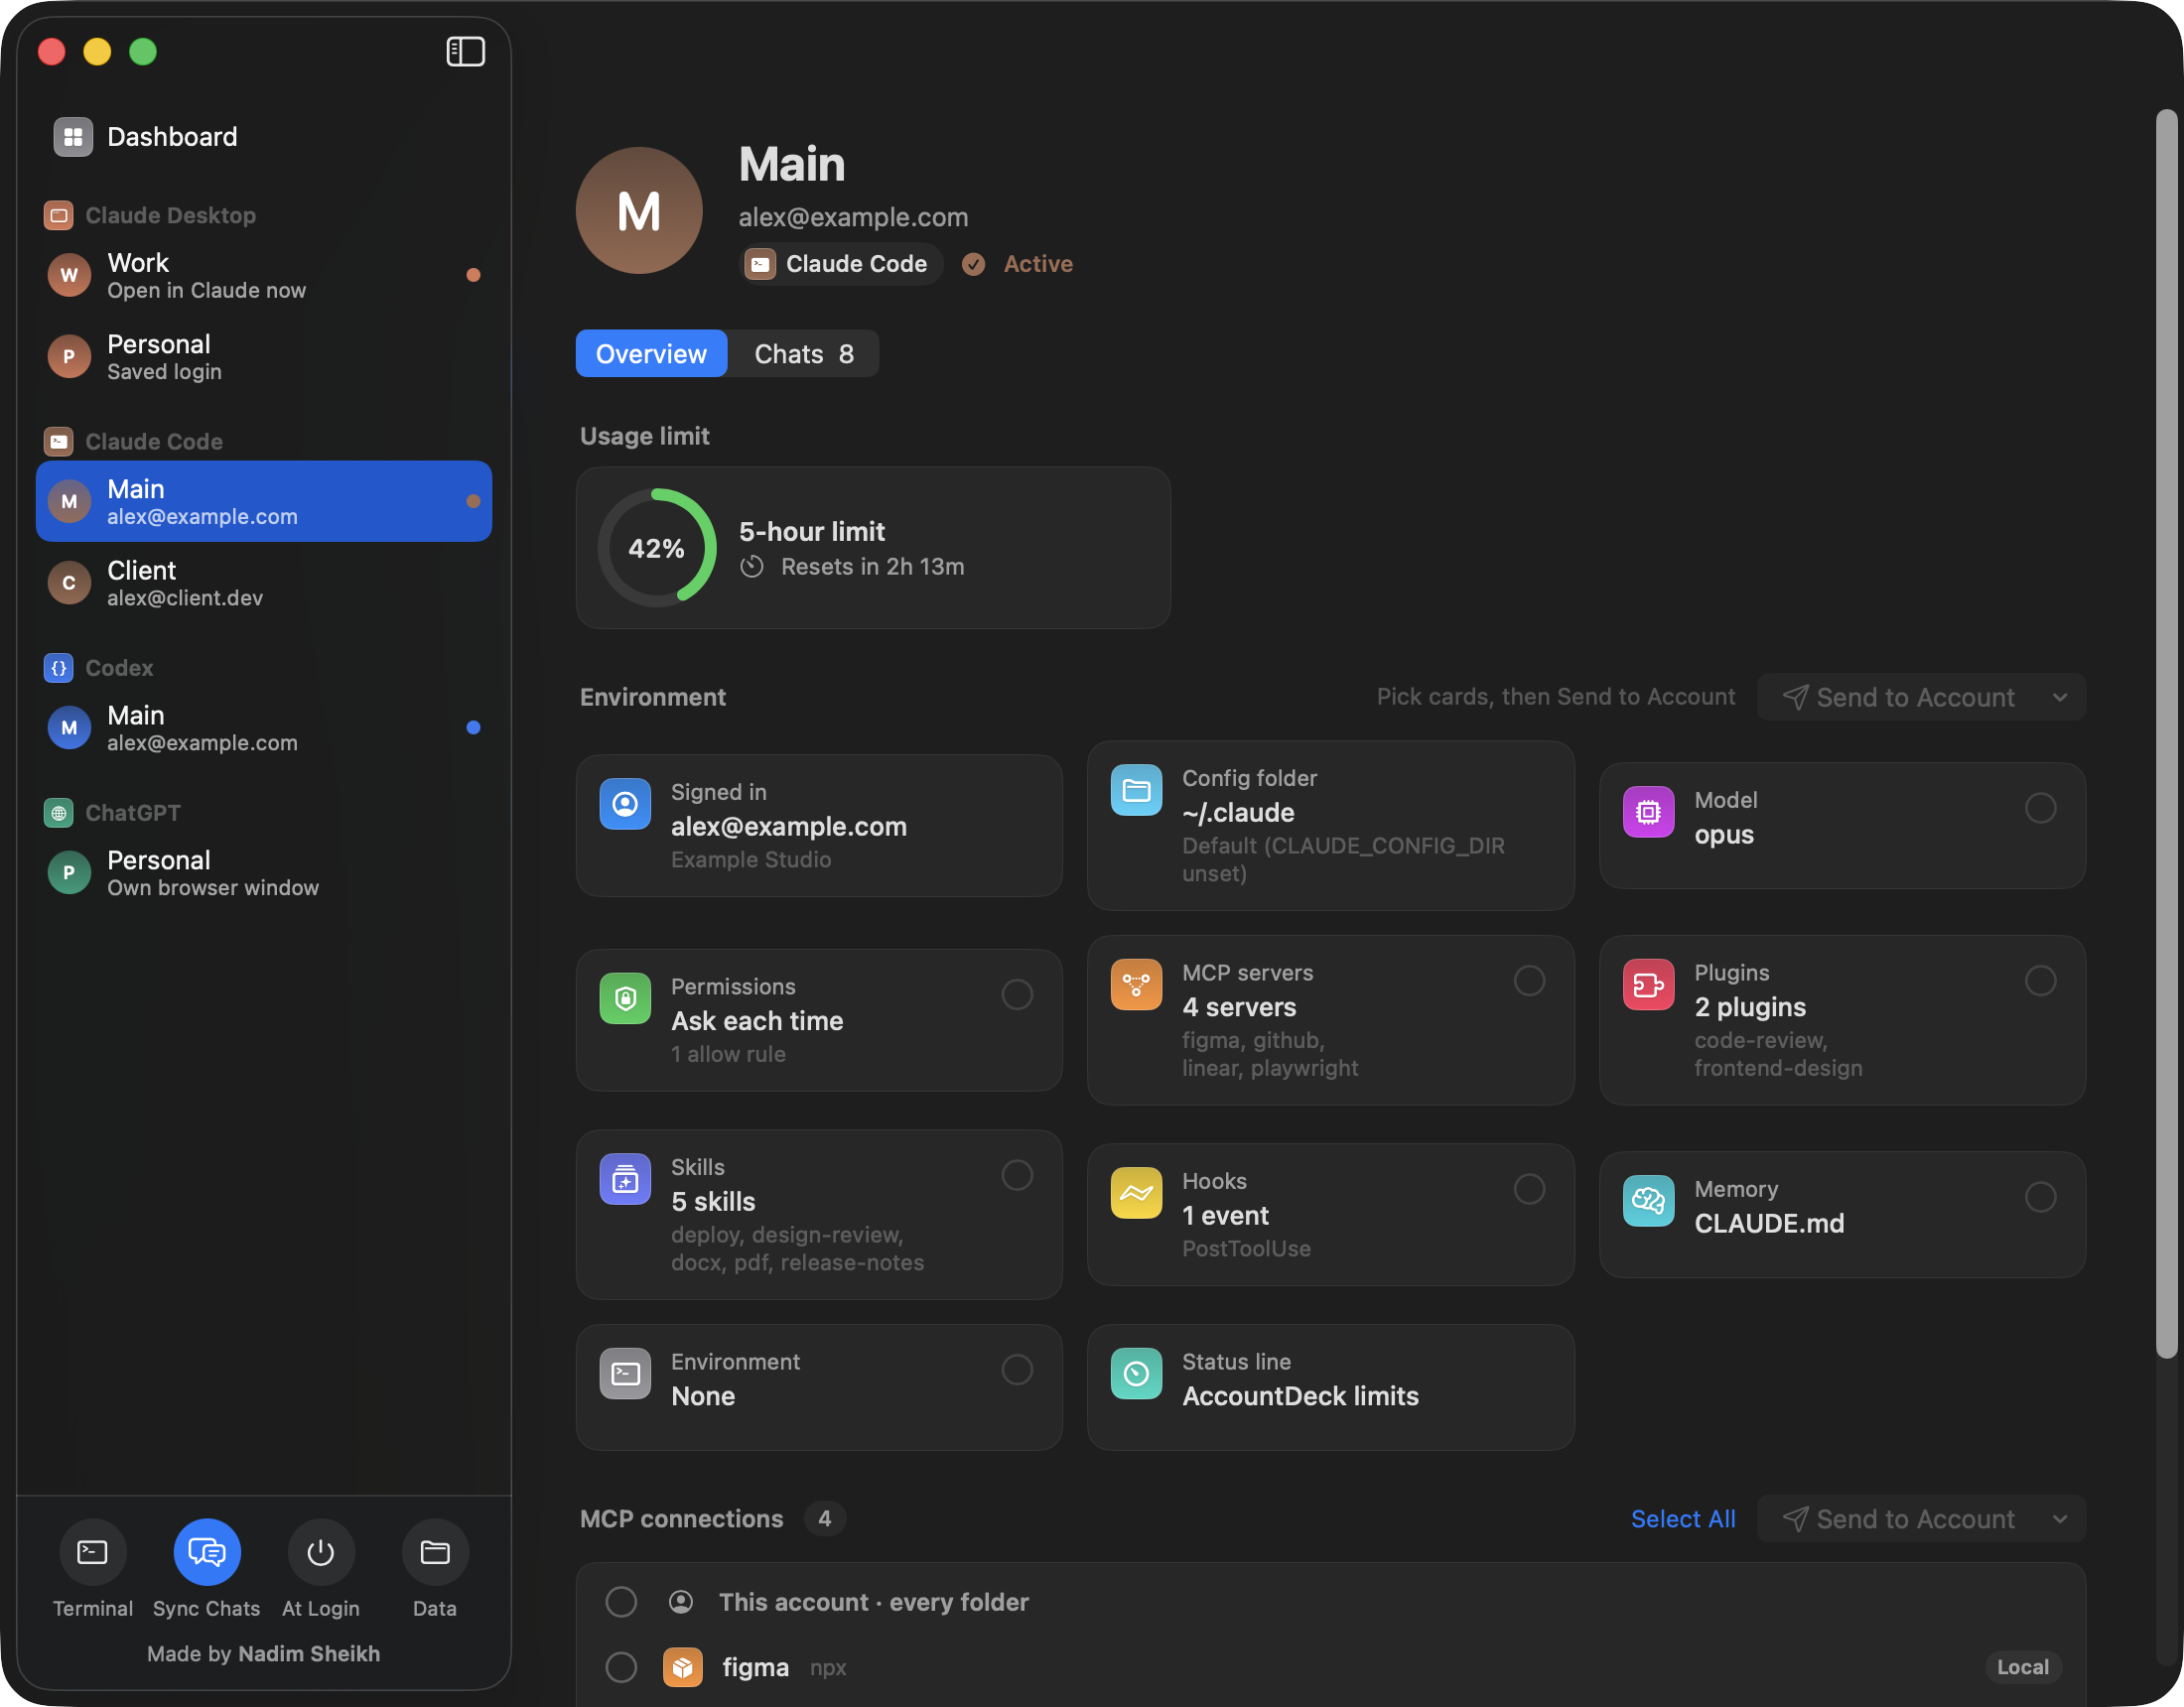 Dashboard
Claude Desktop
W
Work
Open in Claude now
P
Personal
Saved login
Claude Code
M
Main
alex@example.com
C
Client
alex@client.dev
Codex
M
Main
alex@example.com
ChatGPT
P
Personal
Own browser window
Terminal
Sync Chats
At Login
Data
Made by Nadim Sheikh
M
Main
alex@example.com
Claude Code
Active
Overview
Chats 8
Usage limit
42%
5-hour limit
Resets in 2h 13m
Environment
Pick cards, then Send to Account
Send to Account
Signed in
alex@example.com
Example Studio
Config folder
~/.claude
Default (CLAUDE_CONFIG_DIR
unset)
Model
opus
Permissions
Ask each time
1 allow rule
MCP servers
4 servers
figma, github,
linear, playwright
Plugins
2 plugins
code-review,
frontend-design
Skills
5 skills
deploy, design-review,
docx, pdf, release-notes
Hooks
1 event
PostToolUse
Memory
CLAUDE.md
Environment
None
Status line
AccountDeck limits
MCP connections 4
Select All
Send to Account
This account · every folder
figma npx
Local